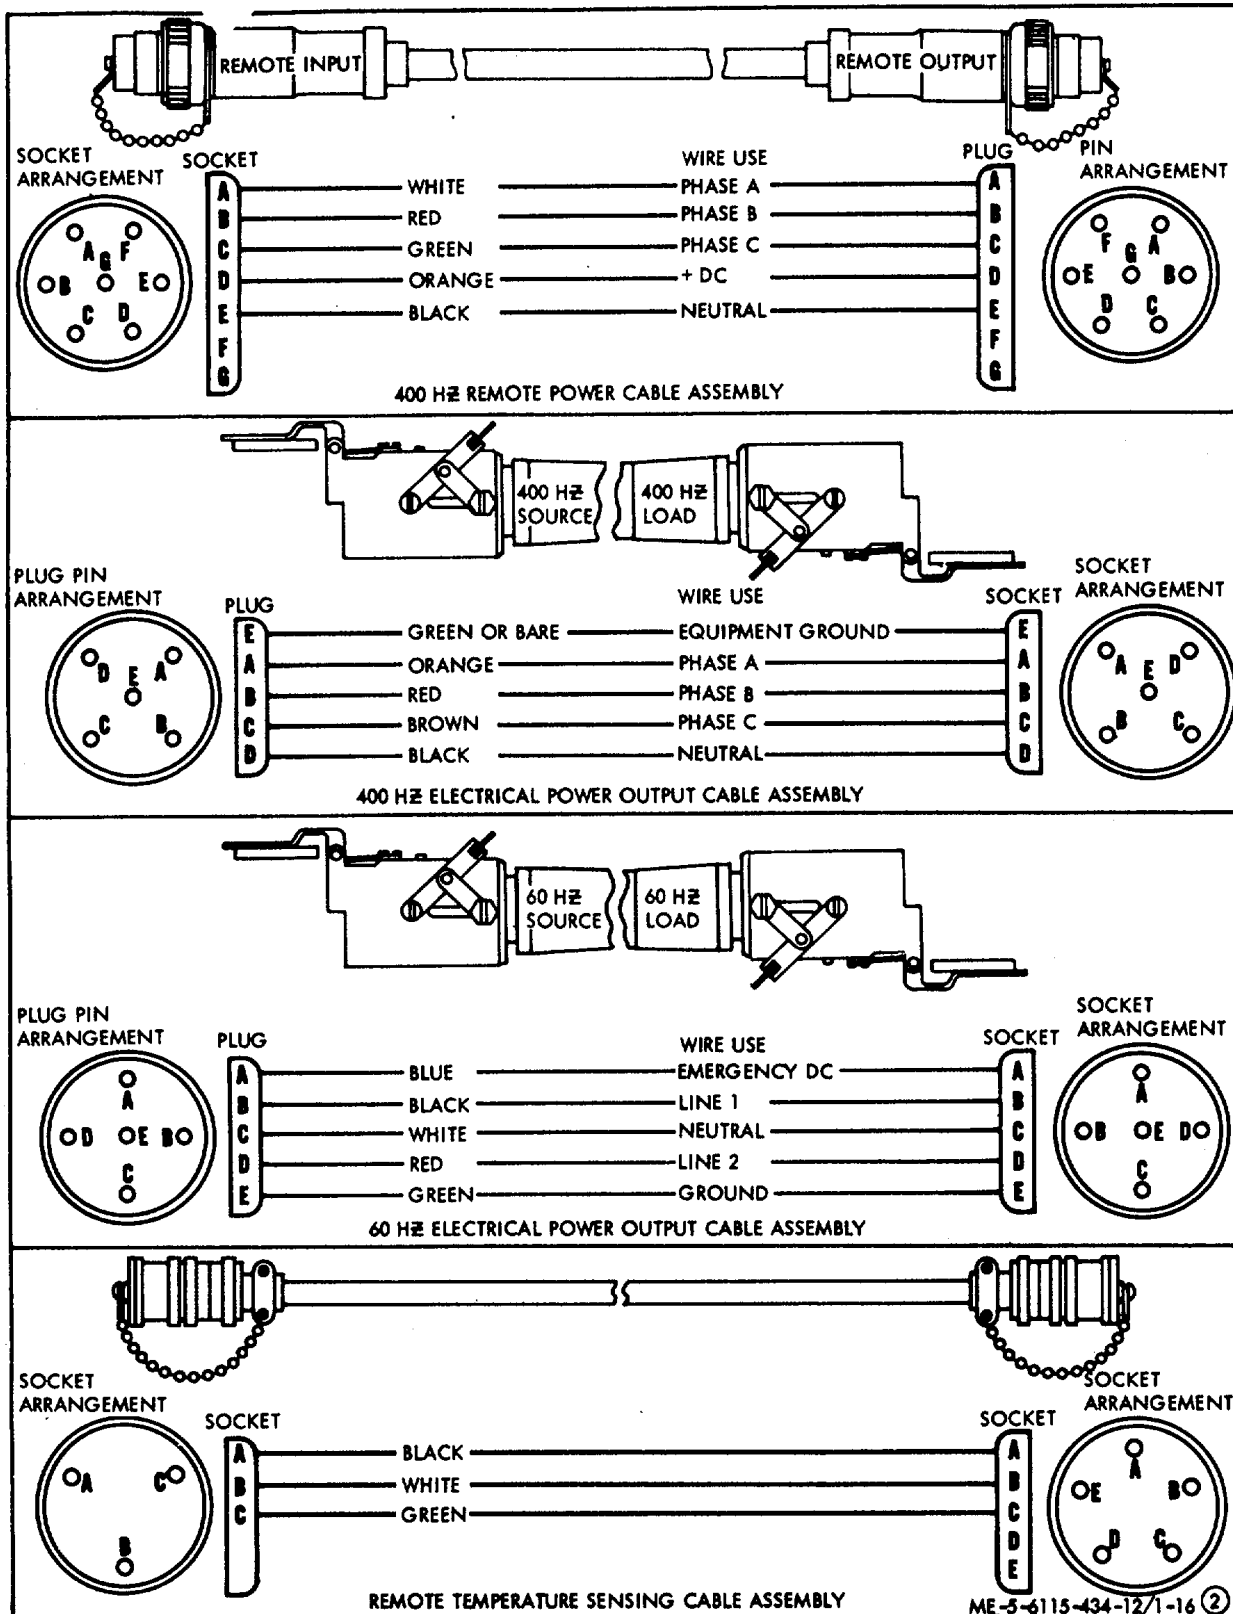 REMOTE INPUT
REMOTE OUTPUT
SOCKET ARRANGEMENT
SOCKET
WIRE USE
PLUG
PIN ARRANGEMENT
A WHITE PHASE A A
B RED PHASE B B
C GREEN PHASE C C
D ORANGE + DC D
E BLACK NEUTRAL E
F F
G G
A F G B E C D
F G A E B D C
400 HZ REMOTE POWER CABLE ASSEMBLY
400 HZ SOURCE
400 HZ LOAD
PLUG PIN ARRANGEMENT
PLUG
WIRE USE
SOCKET
SOCKET ARRANGEMENT
E GREEN OR BARE EQUIPMENT GROUND E
A ORANGE PHASE A A
B RED PHASE B B
C BROWN PHASE C C
D BLACK NEUTRAL D
D E A C B
A E D B C
400 HZ ELECTRICAL POWER OUTPUT CABLE ASSEMBLY
60 HZ SOURCE
60 HZ LOAD
PLUG PIN ARRANGEMENT
PLUG
WIRE USE
SOCKET
SOCKET ARRANGEMENT
A BLUE EMERGENCY DC A
B BLACK LINE 1 B
C WHITE NEUTRAL C
D RED LINE 2 D
E GREEN GROUND E
A D E B C
A B E D C
60 HZ ELECTRICAL POWER OUTPUT CABLE ASSEMBLY
SOCKET ARRANGEMENT
SOCKET
SOCKET
SOCKET ARRANGEMENT
A BLACK A
B WHITE B
C GREEN C
D
E
A C B
A E B D C
REMOTE TEMPERATURE SENSING CABLE ASSEMBLY
ME-5-6115-434-12/1-16 2